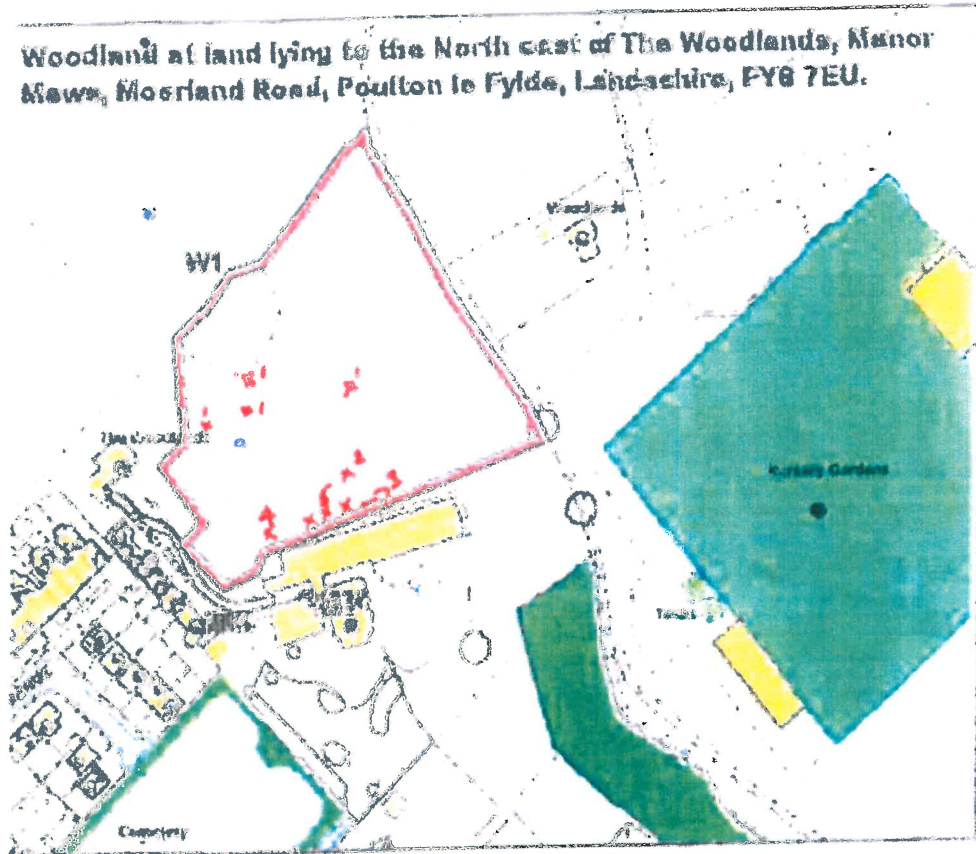 Woodland at land lying to the North east of The Woodlands, Manor
Mews, Moorland Road, Poulton le Fylde, Lancashire, FY6 7EU.
Woodlands
W1
Nursery Gardens
Cemetery